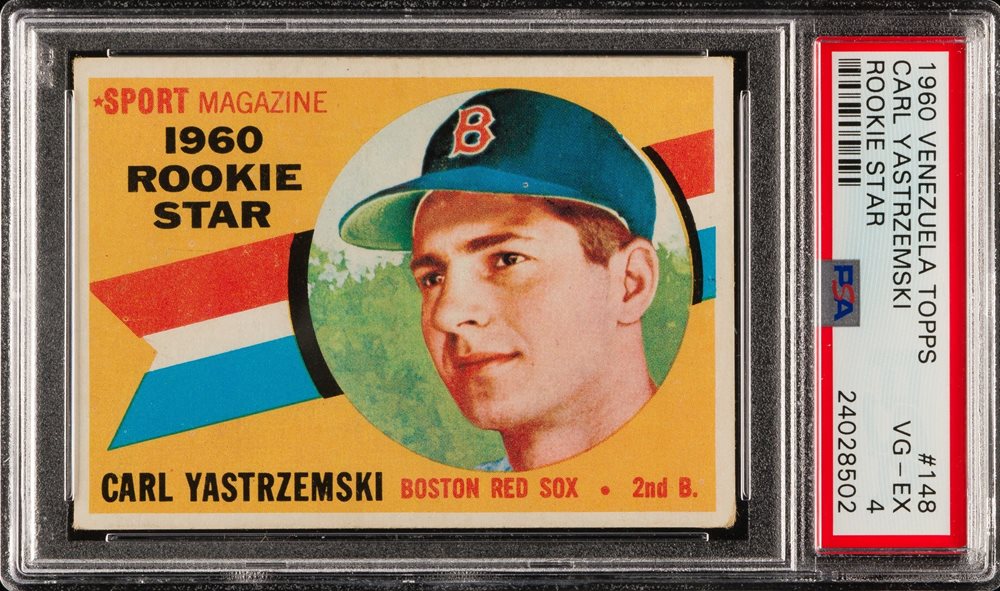 ★SPORT MAGAZINE
1960
ROOKIE
STAR
B
CARL YASTRZEMSKI BOSTON RED SOX • 2nd B.
1960 VENEZUELA TOPPS #148
CARL YASTRZEMSKI VG-EX
ROOKIE STAR 4
PSA
24028502